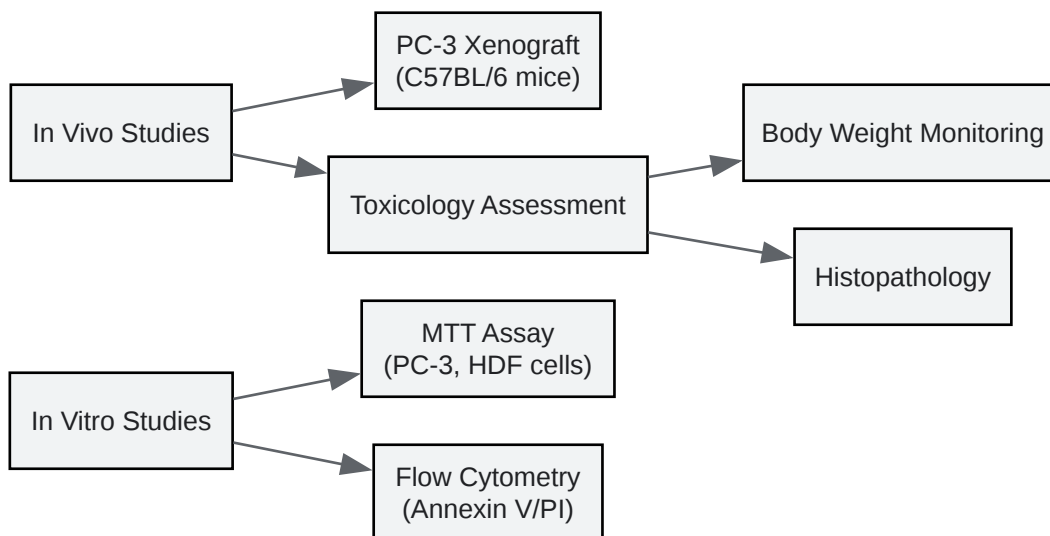 In Vivo Studies
PC-3 Xenograft
(C57BL/6 mice)
Toxicology Assessment
Body Weight Monitoring
Histopathology
In Vitro Studies
MTT Assay
(PC-3, HDF cells)
Flow Cytometry
(Annexin V/PI)